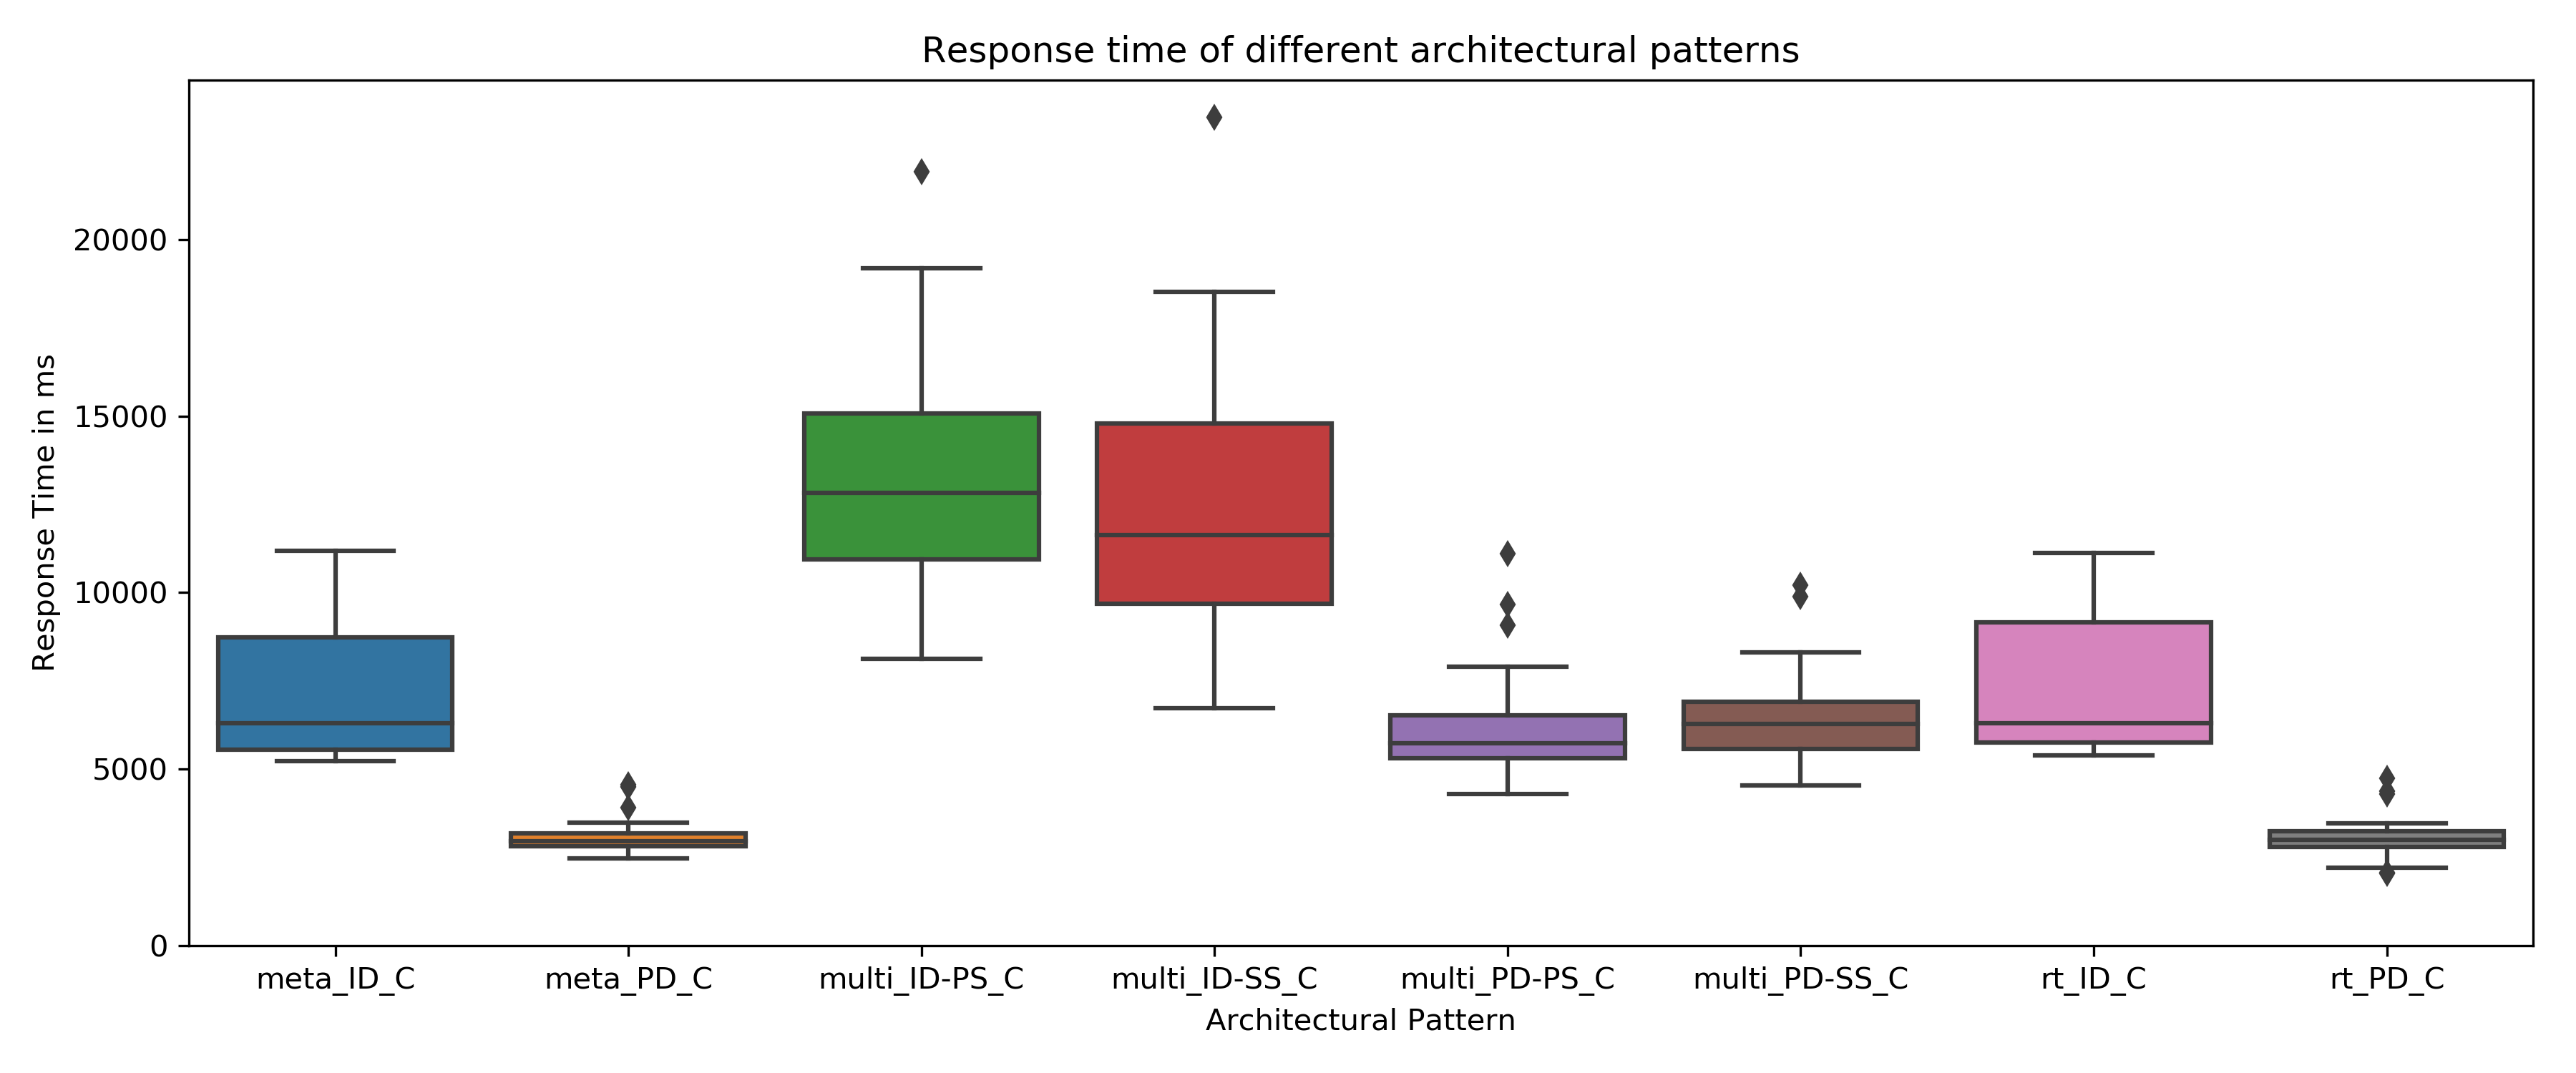 Response time of different architectural patterns
Response Time in ms
20000
15000
10000
5000
0
meta_ID_C
meta_PD_C
multi_ID-PS_C
multi_ID-SS_C
multi_PD-PS_C
multi_PD-SS_C
rt_ID_C
rt_PD_C
Architectural Pattern